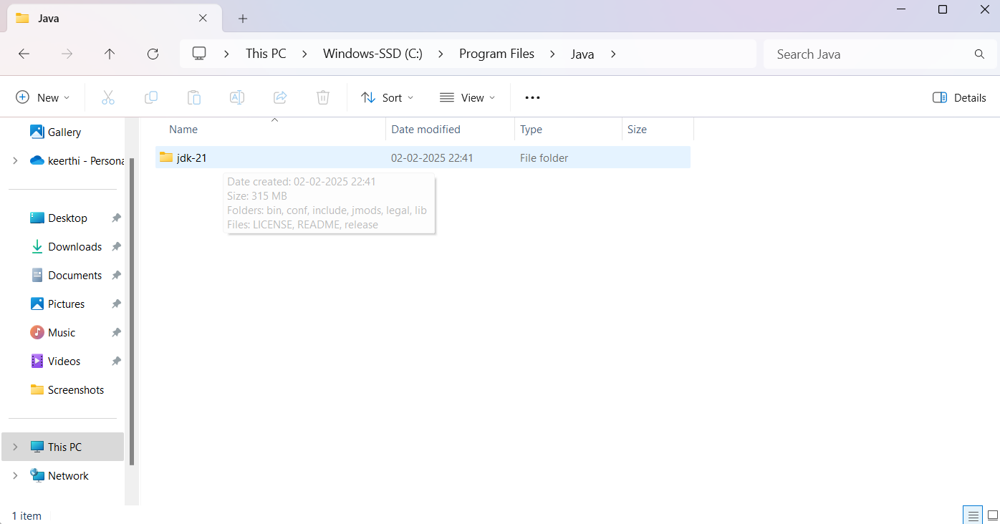 Java
This PC
Windows-SSD (C:)
Program Files
Java
Search Java
New
Sort
View
Details
Gallery
keerthi - Persona
Desktop
Downloads
Documents
Pictures
Music
Videos
Screenshots
This PC
Network
Name Date modified Type Size
jdk-21 02-02-2025 22:41 File folder
Date created: 02-02-2025 22:41
Size: 315 MB
Folders: bin, conf, include, jmods, legal, lib
Files: LICENSE, README, release
1 item